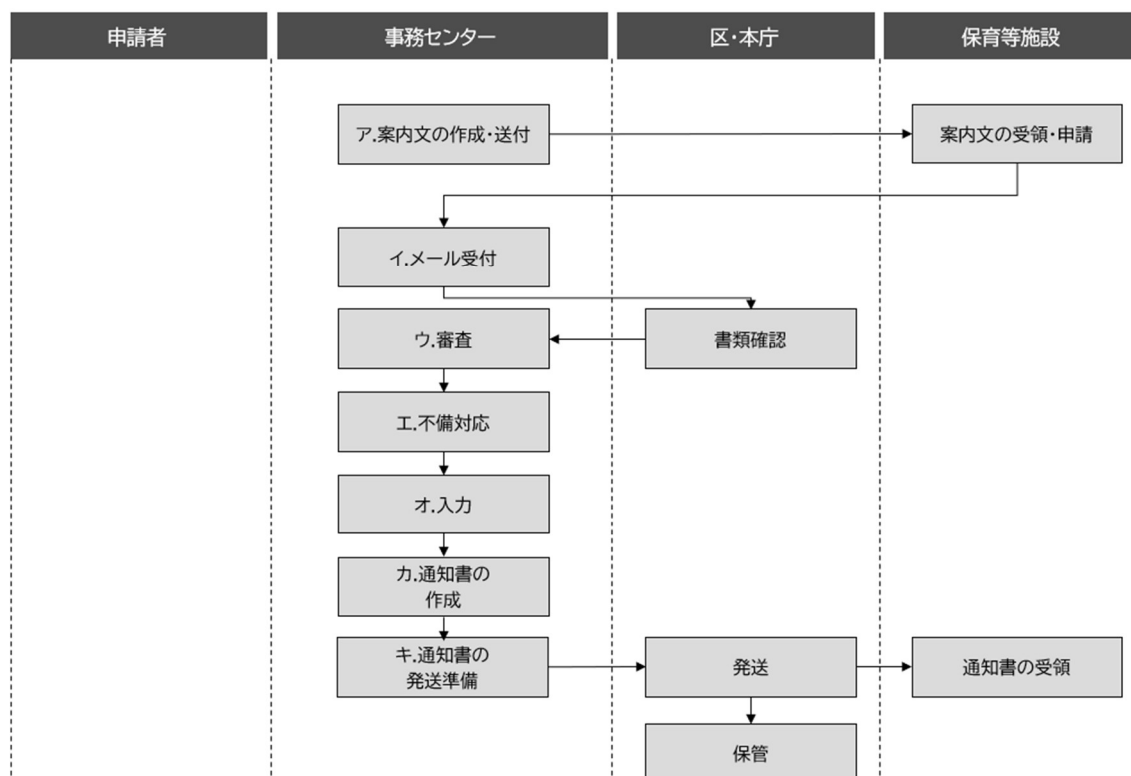 申請者
事務センター
区・本庁
保育等施設
ア.案内文の作成・送付
案内文の受領・申請
イ.メール受付
ウ.審査
書類確認
エ.不備対応
オ.入力
カ.通知書の
作成
キ.通知書の
発送準備
発送
通知書の受領
保管